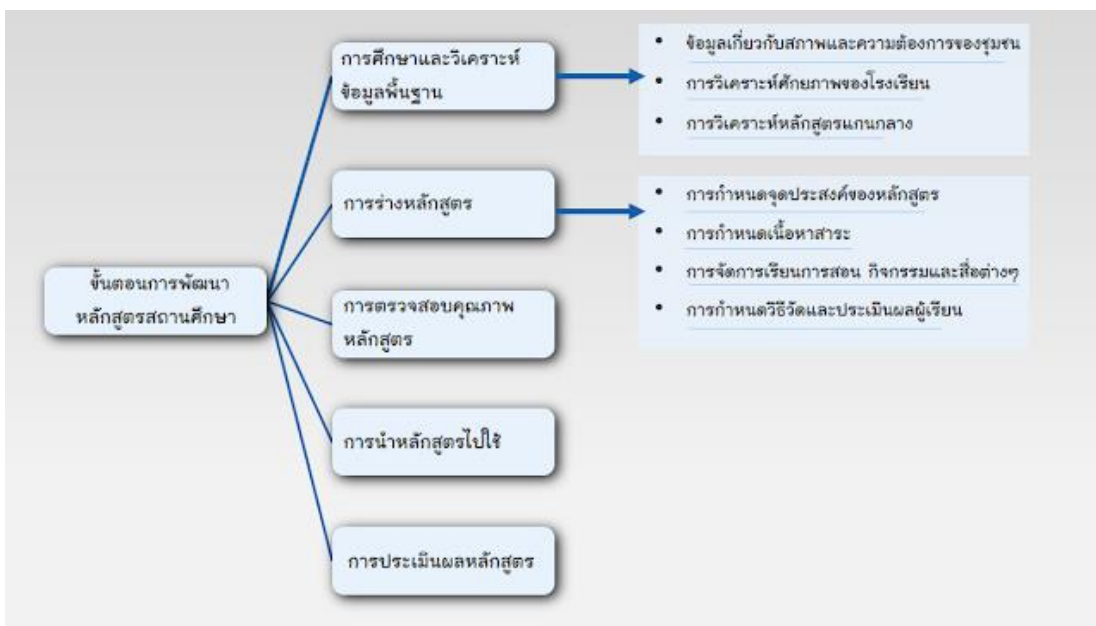 ขั้นตอนการพัฒนา
หลักสูตรสถานศึกษา
การศึกษาและวิเคราะห์
ข้อมูลพื้นฐาน
• ข้อมูลเกี่ยวกับสภาพและความต้องการของชุมชน
• การวิเคราะห์ศักยภาพของโรงเรียน
• การวิเคราะห์หลักสูตรแกนกลาง
การร่างหลักสูตร
• การกำหนดจุดประสงค์ของหลักสูตร
• การกำหนดเนื้อหาสาระ
• การจัดการเรียนการสอน กิจกรรมและสื่อต่างๆ
• การกำหนดวิธีวัดและประเมินผลผู้เรียน
การตรวจสอบคุณภาพ
หลักสูตร
การนำหลักสูตรไปใช้
การประเมินผลหลักสูตร